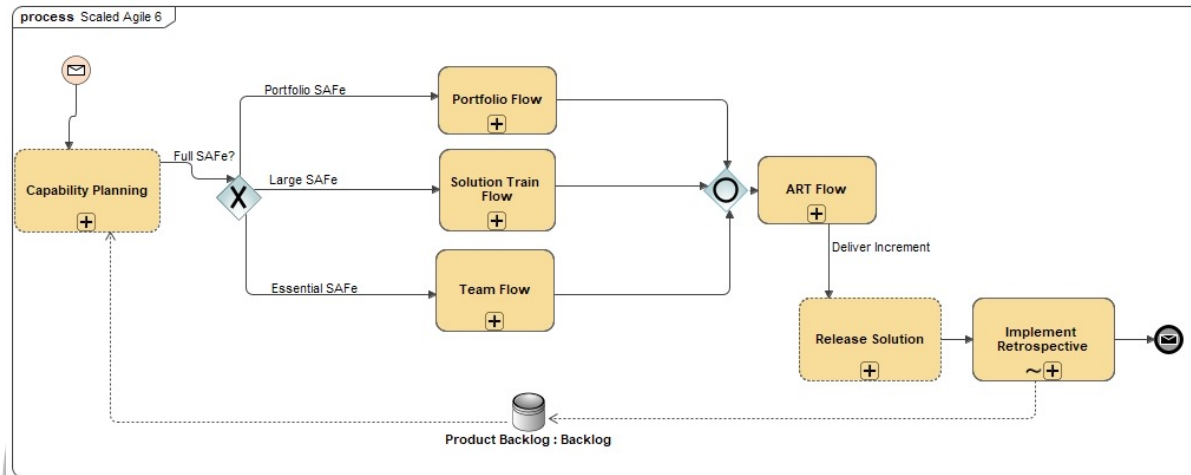 process Scaled Agile 6
Portfolio SAFe
Portfolio Flow
Full SAFe?
Capability Planning
Large SAFe
Solution Train
Flow
ART Flow
Deliver Increment
Essential SAFe
Team Flow
Release Solution
Implement
Retrospective
Product Backlog : Backlog